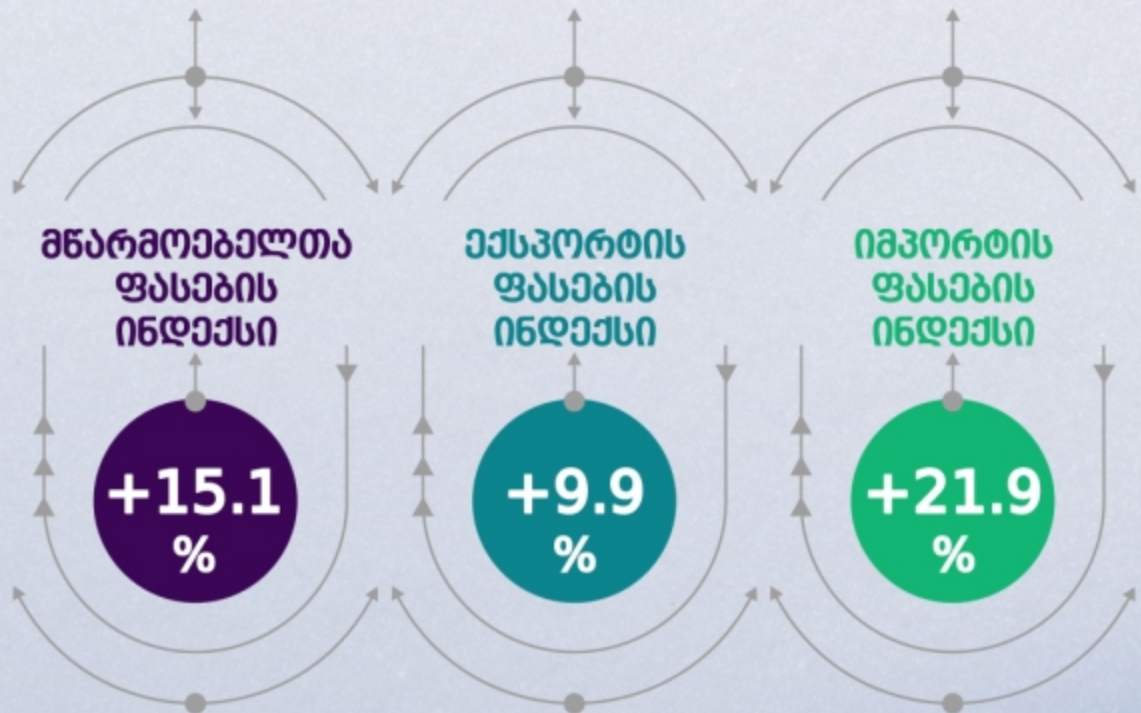 მწარმოებელთა
ფასების
ინდექსი
+15.1
%
ექსპორტის
ფასების
ინდექსი
+9.9
%
იმპორტის
ფასების
ინდექსი
+21.9
%